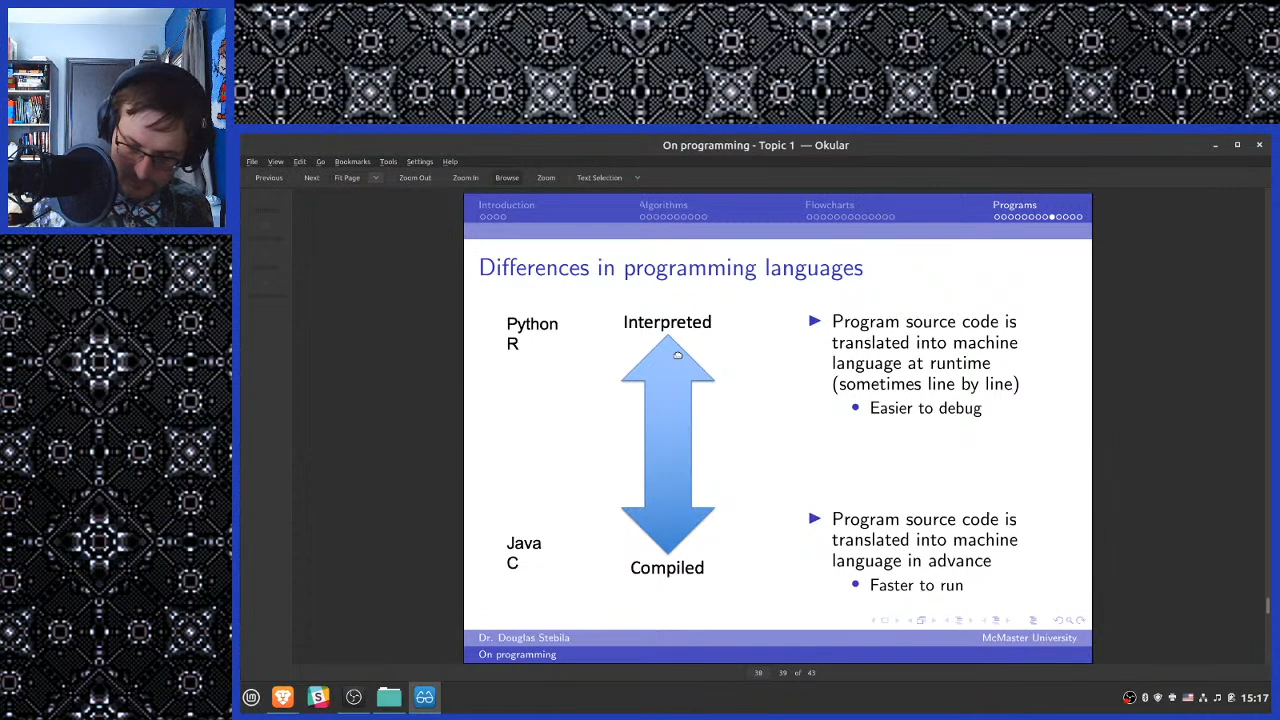 On programming - Topic 1 — Okular
File View Edit Go Bookmarks Tools Settings Help
Previous Next Fit Page Zoom Out Zoom In Browse Zoom Text Selection
Introduction Algorithms Flowcharts Programs
Differences in programming languages
Python
R
Interpreted
Program source code is
translated into machine
language at runtime
(sometimes line by line)
Easier to debug
Java
C
Compiled
Program source code is
translated into machine
language in advance
Faster to run
Dr. Douglas Stebila McMaster University
On programming
38 39 of 43
15:17